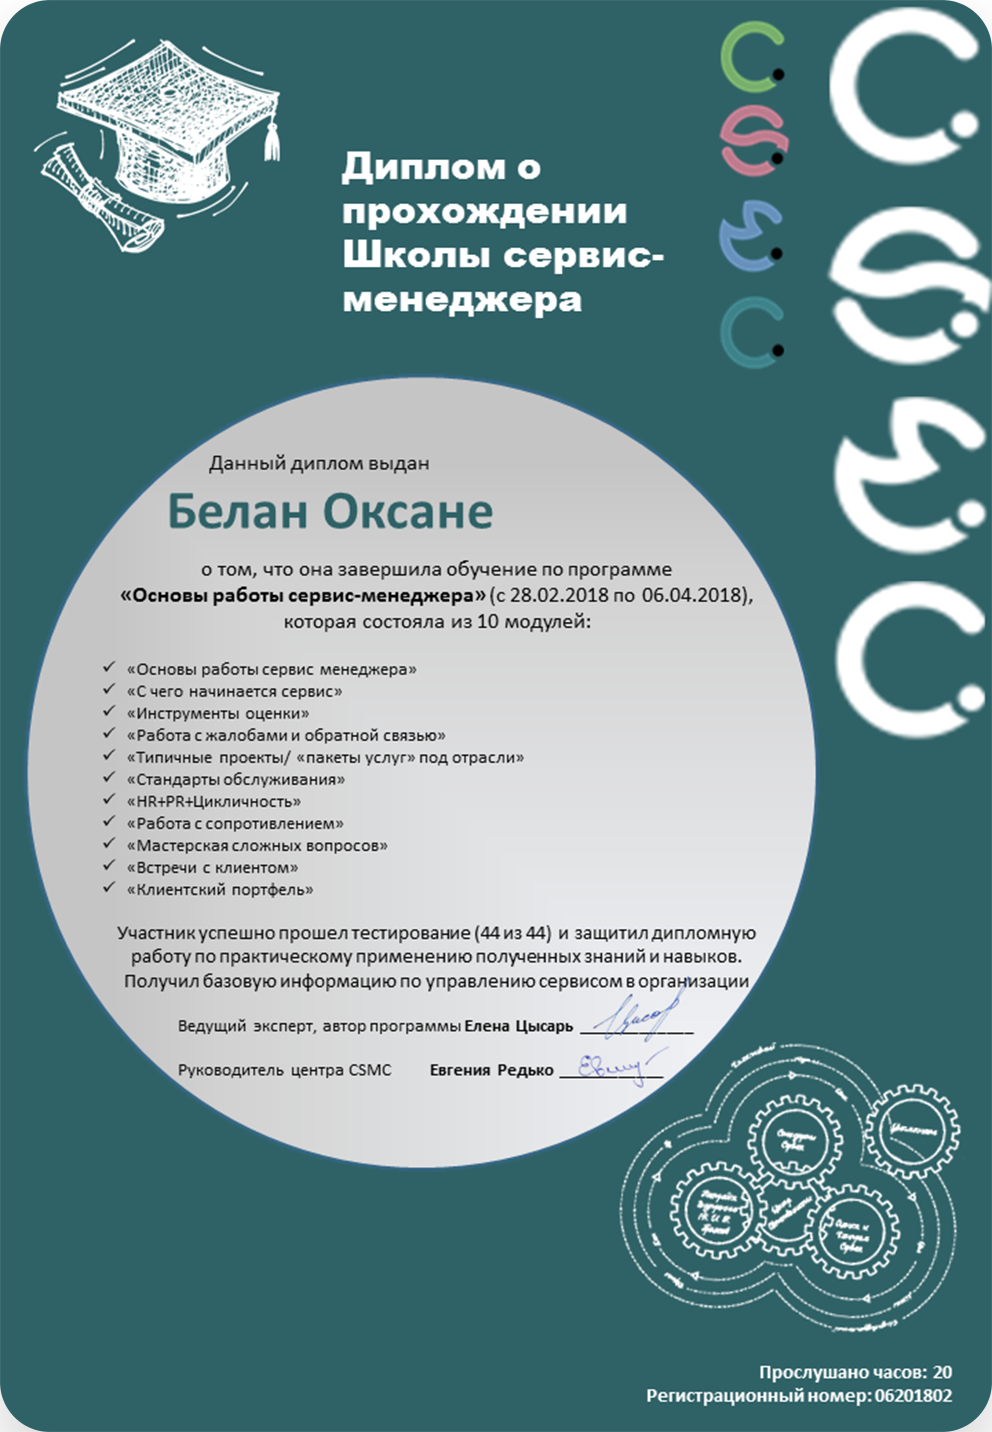 Диплом о
прохождении
Школы сервис-
менеджера
Данный диплом выдан
Белан Оксане
о том, что она завершила обучение по программе
«Основы работы сервис-менеджера» (с 28.02.2018 по 06.04.2018),
которая состояла из 10 модулей:
✓ «Основы работы сервис менеджера»
✓ «С чего начинается сервис»
✓ «Инструменты оценки»
✓ «Работа с жалобами и обратной связью»
✓ «Типичные проекты/ «пакеты услуг» под отрасли»
✓ «Стандарты обслуживания»
✓ «HR+PR+Цикличность»
✓ «Работа с сопротивлением»
✓ «Мастерская сложных вопросов»
✓ «Встречи с клиентом»
✓ «Клиентский портфель»
Участник успешно прошел тестирование (44 из 44) и защитил дипломную
работу по практическому применению полученных знаний и навыков.
Получил базовую информацию по управлению сервисом в организации
Ведущий эксперт, автор программы Елена Цысарь
Руководитель центра CSMC Евгения Редько
Прослушано часов: 20
Регистрационный номер: 06201802